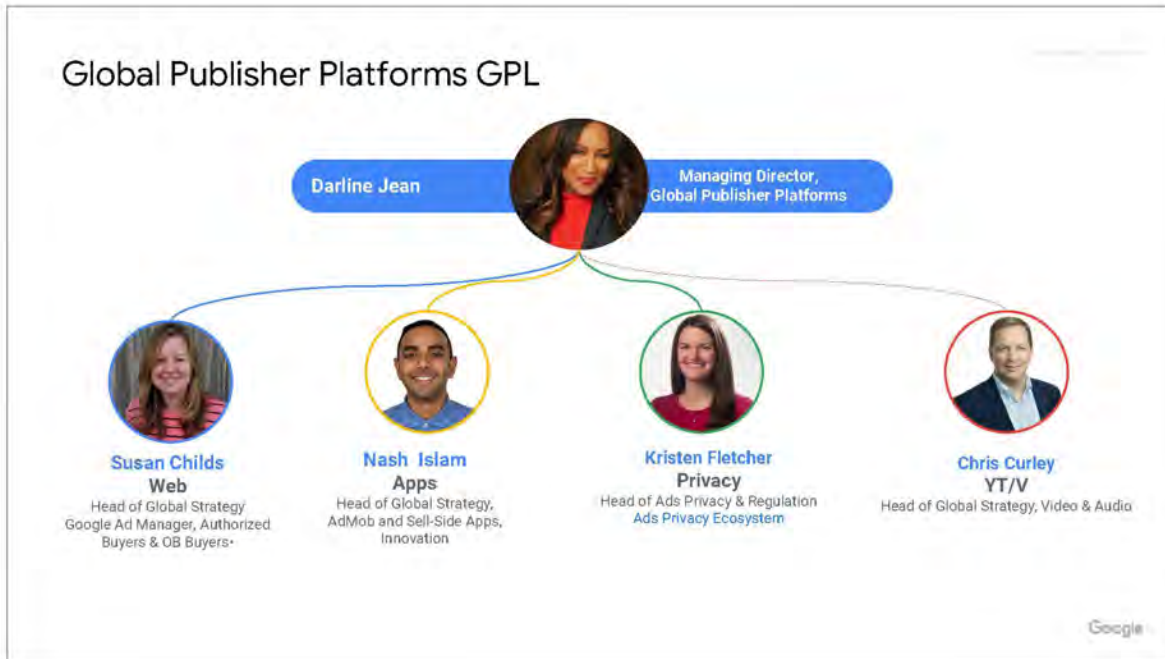 Global Publisher Platforms GPL
Darline Jean
Managing Director,
Global Publisher Platforms
Susan Childs
Web
Head of Global Strategy
Google Ad Manager, Authorized
Buyers & OB Buyers•
Nash Islam
Apps
Head of Global Strategy,
AdMob and Sell-Side Apps,
Innovation
Kristen Fletcher
Privacy
Head of Ads Privacy & Regulation
Ads Privacy Ecosystem
Chris Curley
YT/V
Head of Global Strategy, Video & Audio
Google